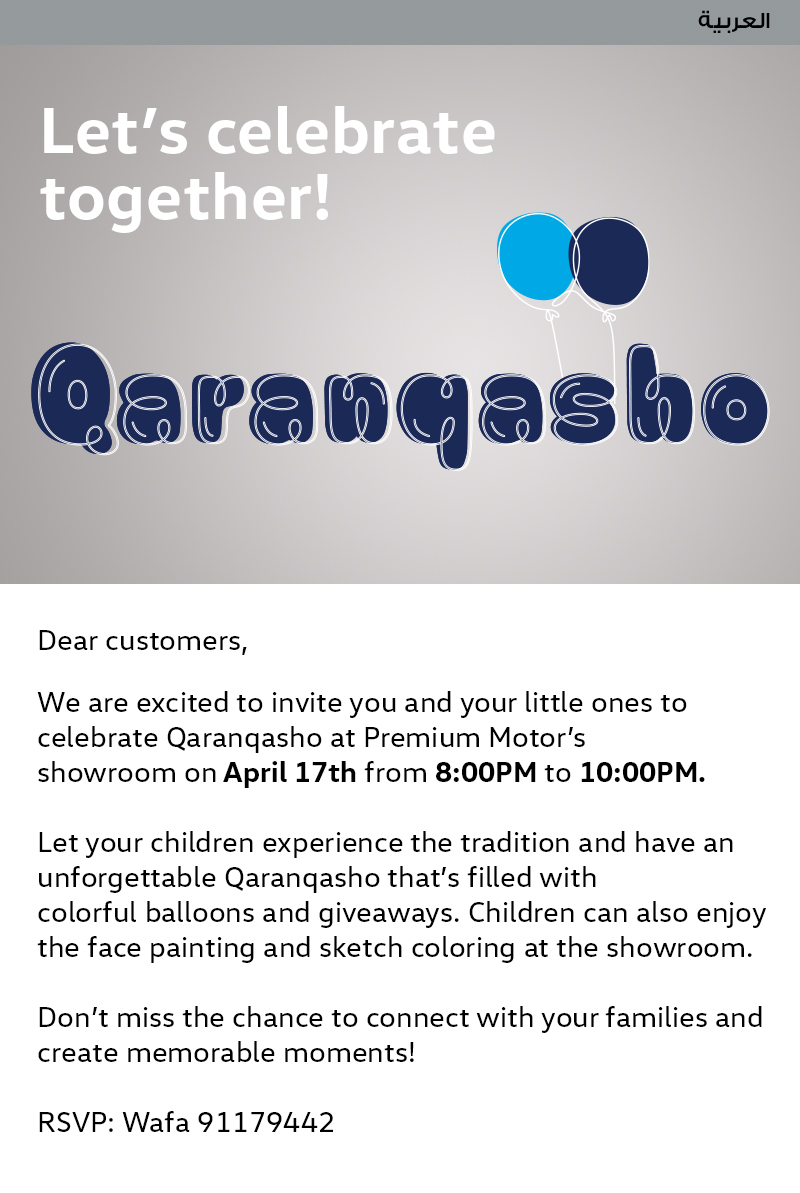 العربية
Let’s celebrate
together!
Qaranqasho
Dear customers,
We are excited to invite you and your little ones to
celebrate Qaranqasho at Premium Motor’s
showroom on April 17th from 8:00PM to 10:00PM.
Let your children experience the tradition and have an
unforgettable Qaranqasho that’s filled with
colorful balloons and giveaways. Children can also enjoy
the face painting and sketch coloring at the showroom.
Don’t miss the chance to connect with your families and
create memorable moments!
RSVP: Wafa 91179442